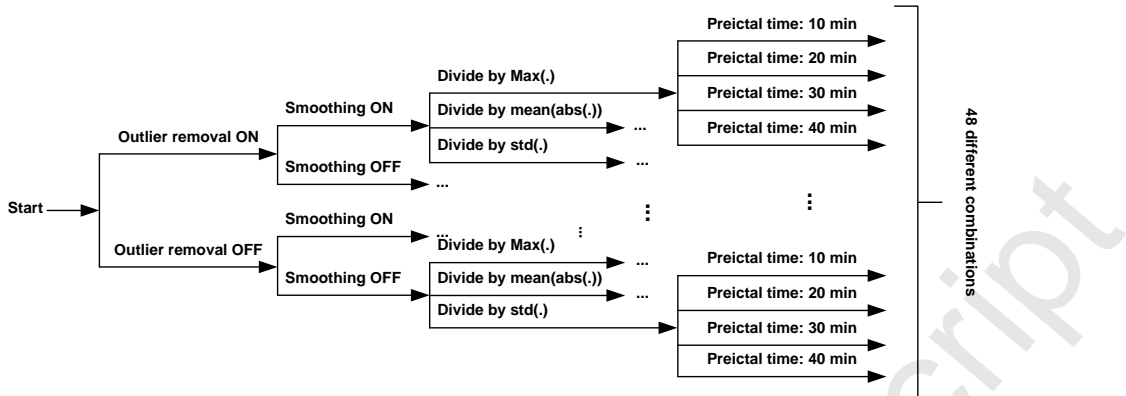 Start
Outlier removal ON
Outlier removal OFF
Smoothing ON
Smoothing OFF
...
Smoothing ON
...
Smoothing OFF
Divide by Max(.)
Divide by mean(abs(.))
...
Divide by std(.)
...
...
Divide by Max(.)
...
Divide by mean(abs(.))
...
Divide by std(.)
...
Preictal time: 10 min
Preictal time: 20 min
Preictal time: 30 min
Preictal time: 40 min
...
Preictal time: 10 min
Preictal time: 20 min
Preictal time: 30 min
Preictal time: 40 min
48 different combinations
cript